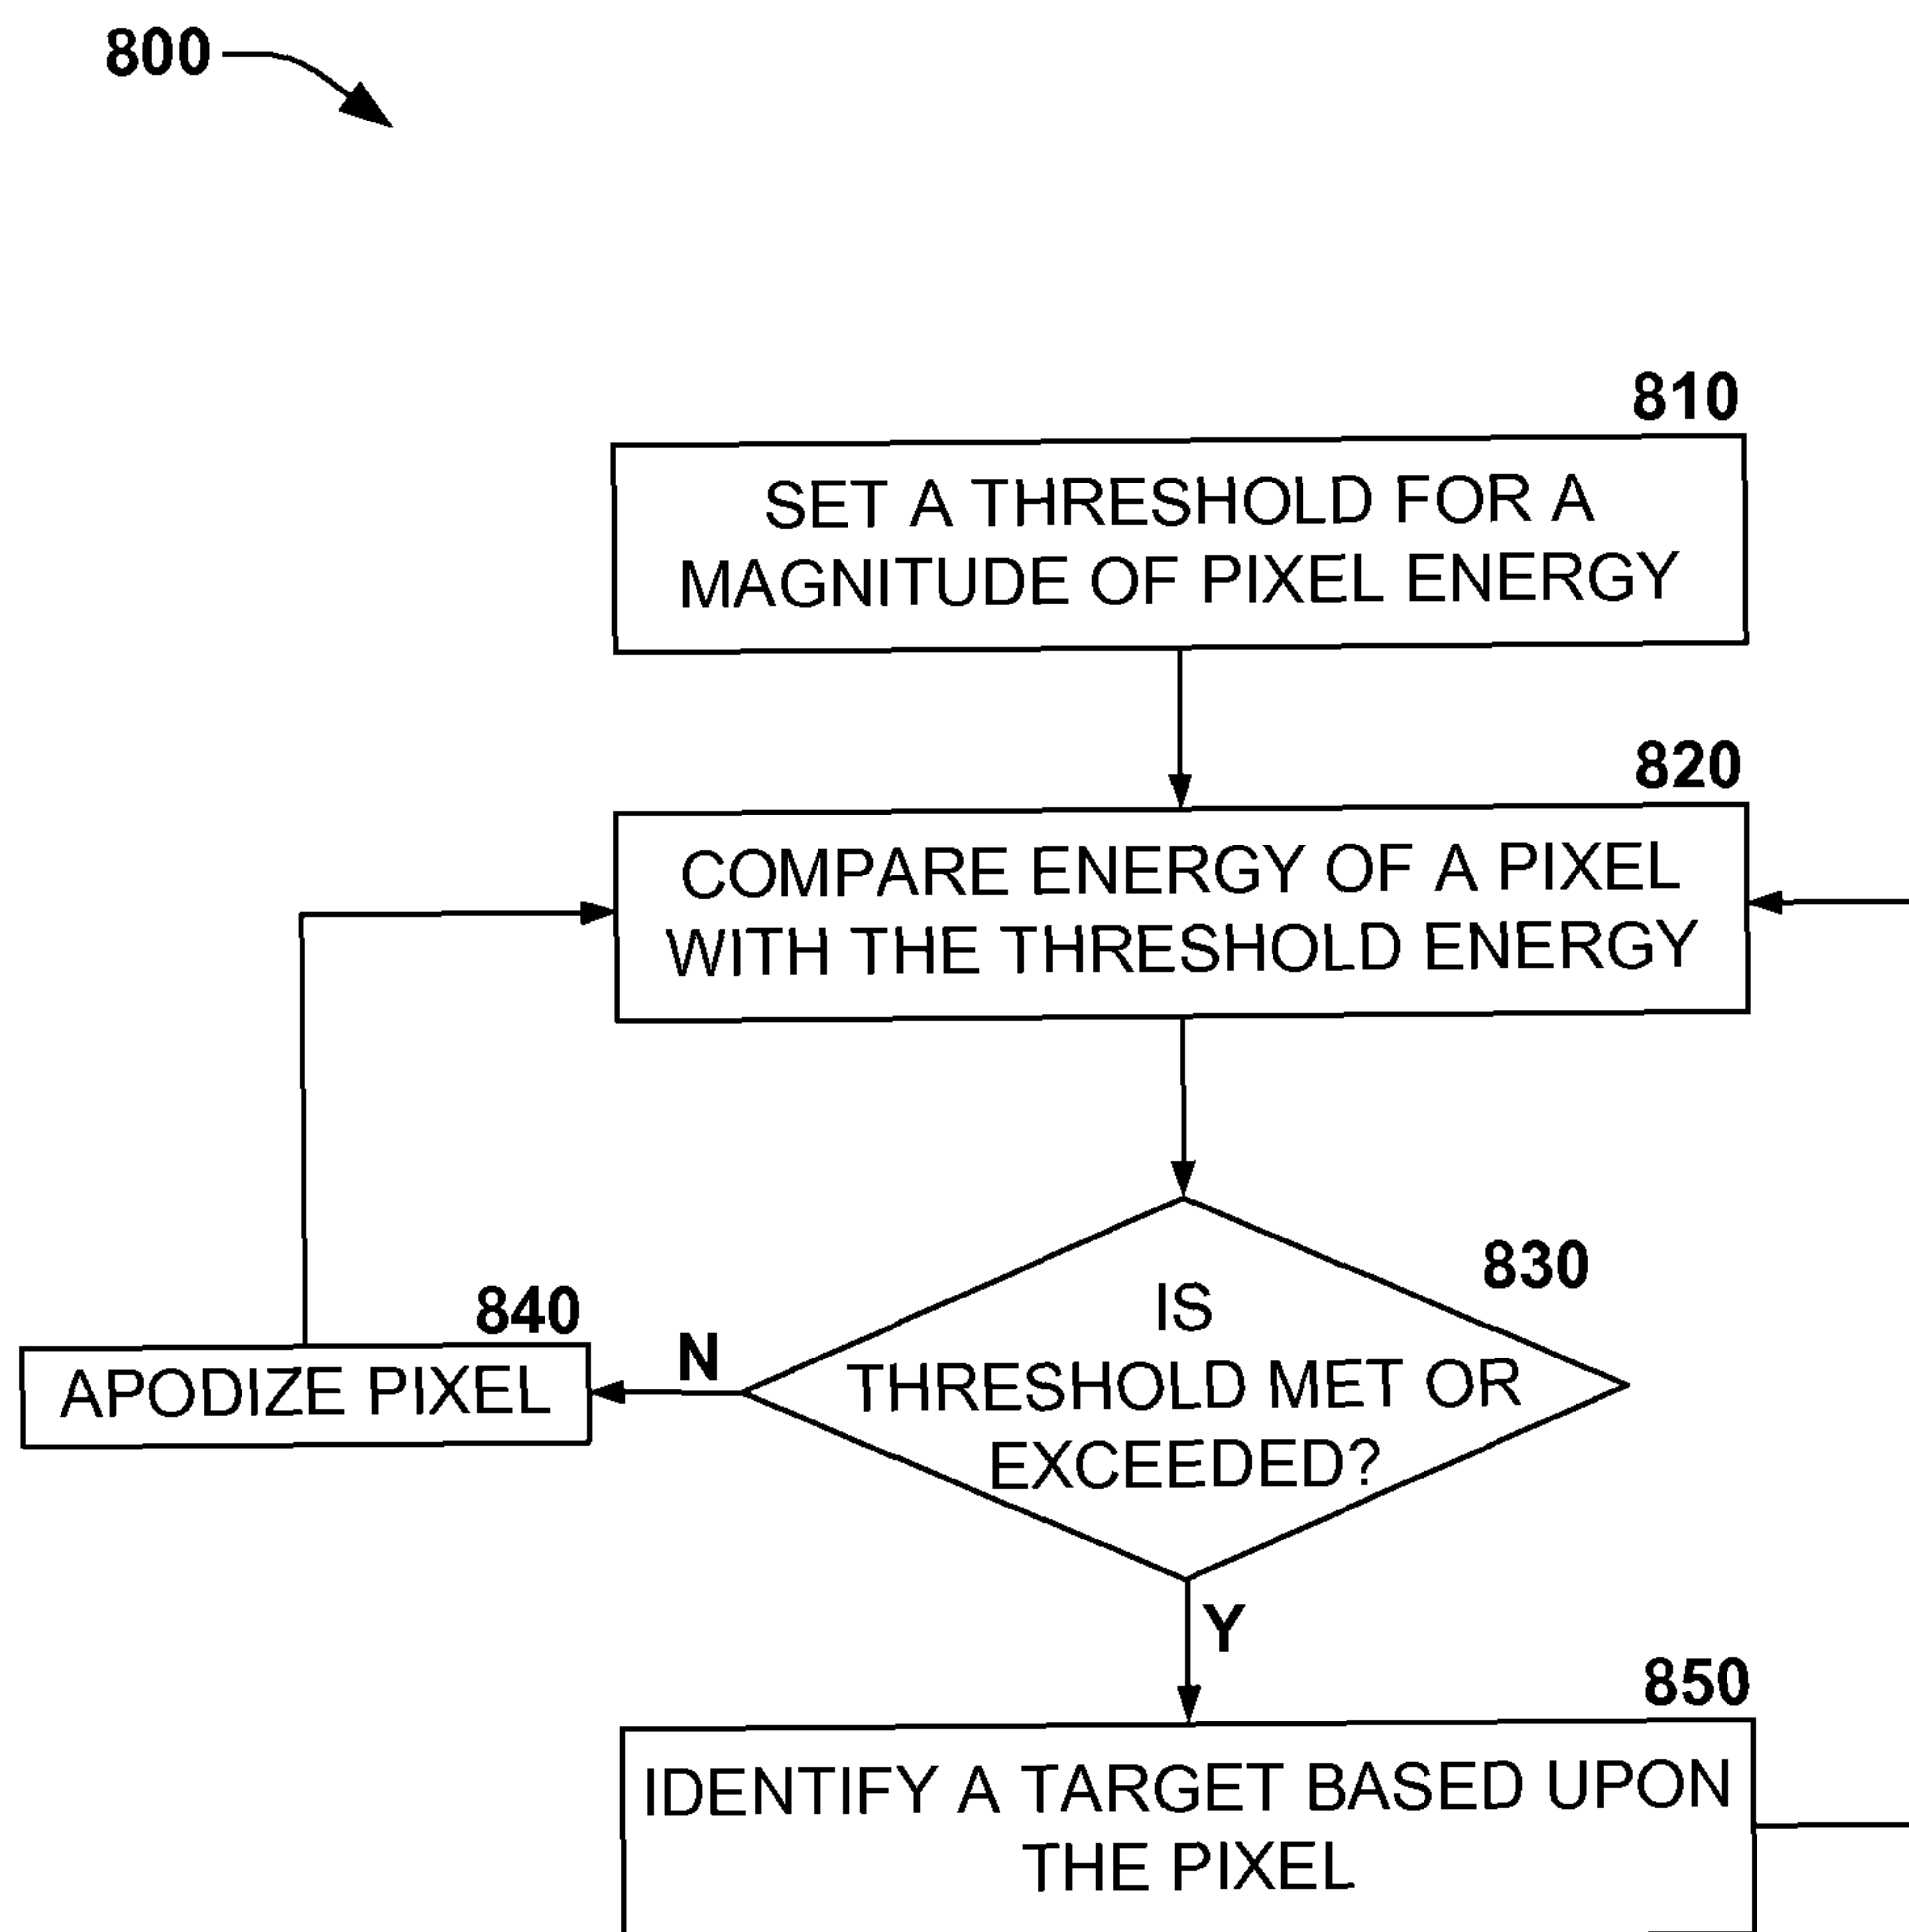 800
810
SET A THRESHOLD FOR A
MAGNITUDE OF PIXEL ENERGY
820
COMPARE ENERGY OF A PIXEL
WITH THE THRESHOLD ENERGY
830
IS
THRESHOLD MET OR
EXCEEDED?
840
N
APODIZE PIXEL
Y
850
IDENTIFY A TARGET BASED UPON
THE PIXEL